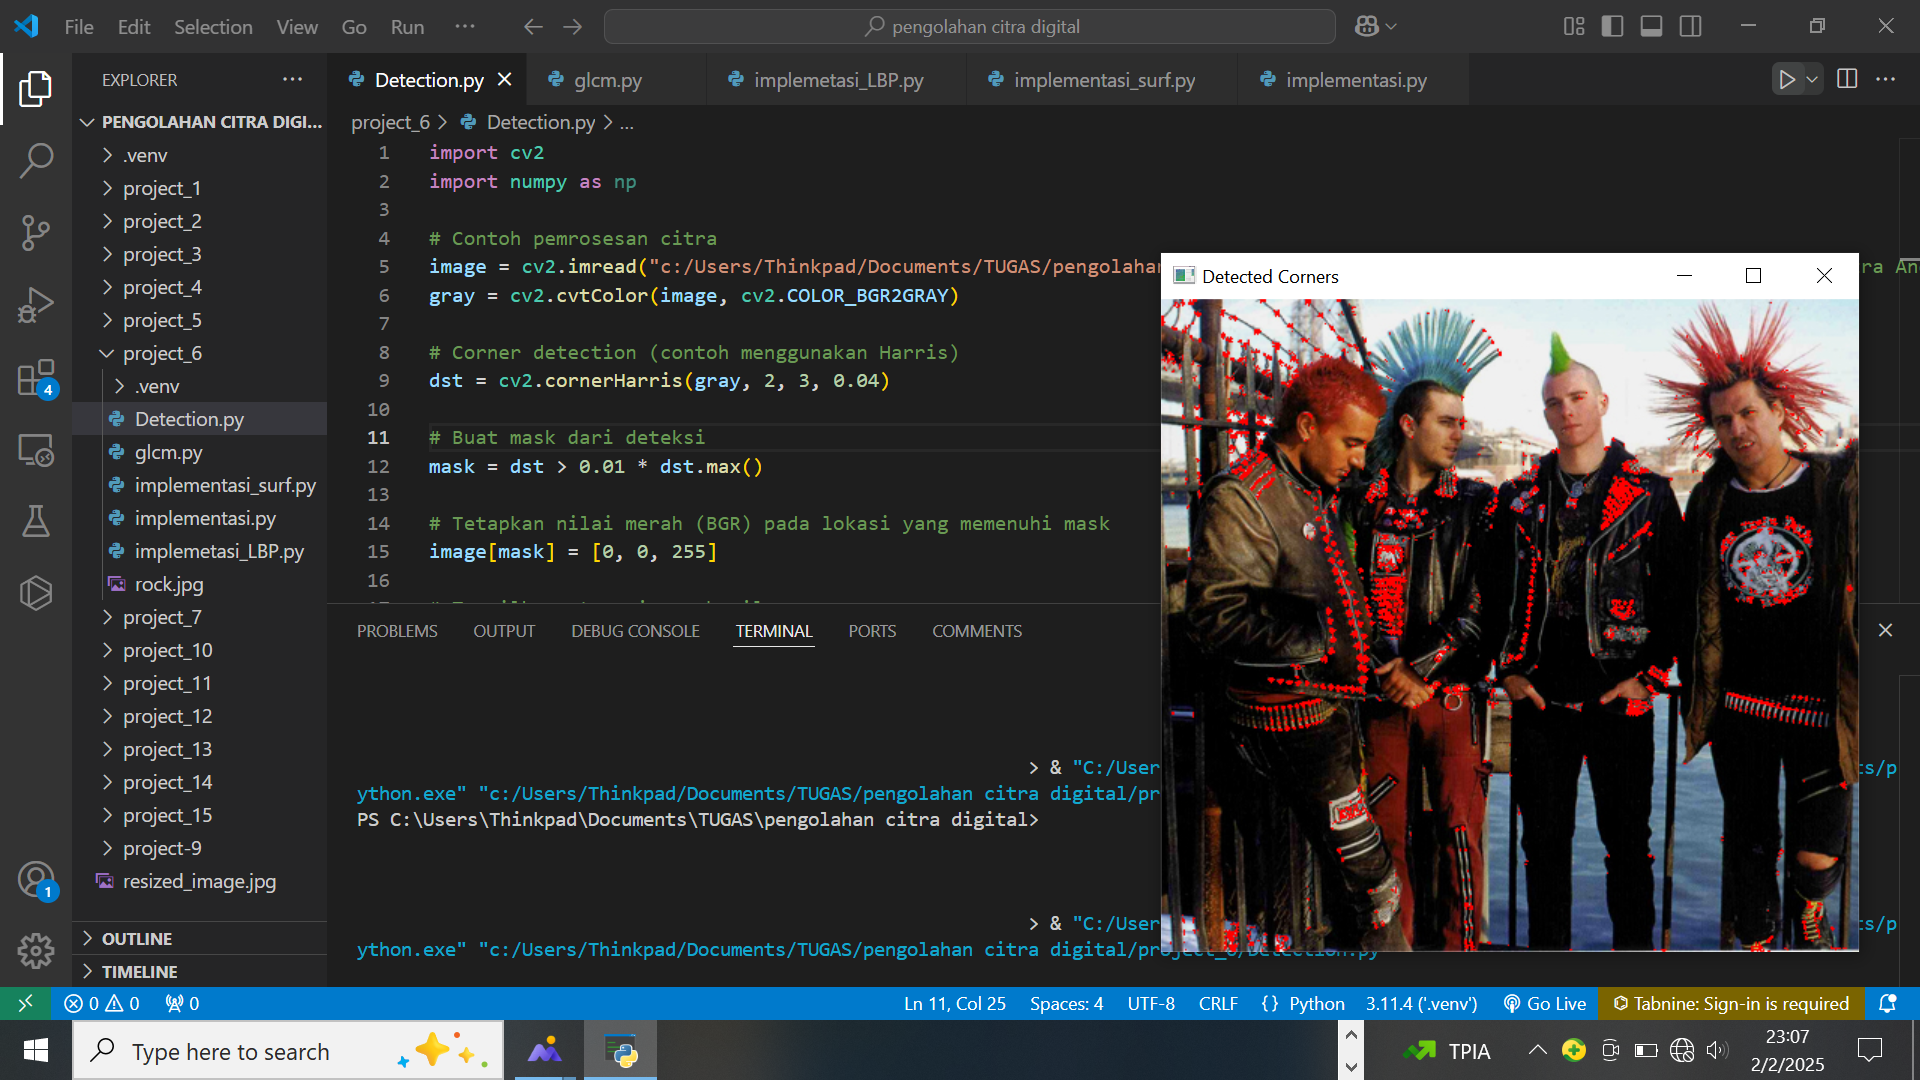 File Edit Selection View Go Run ···
pengolahan citra digital
EXPLORER ···
Detection.py
glcm.py
implemetasi_LBP.py
implementasi_surf.py
implementasi.py
PENGOLAHAN CITRA DIGI...
.venv
project_1
project_2
project_3
project_4
project_5
project_6
.venv
Detection.py
glcm.py
implementasi_surf.py
implementasi.py
implemetasi_LBP.py
rock.jpg
project_7
project_10
project_11
project_12
project_13
project_14
project_15
project-9
resized_image.jpg
OUTLINE
TIMELINE
4
1
project_6 > Detection.py > ...
1 import cv2
2 import numpy as np
3
4 # Contoh pemrosesan citra
5 image = cv2.imread("c:/Users/Thinkpad/Documents/TUGAS/pengolahan
6 gray = cv2.cvtColor(image, cv2.COLOR_BGR2GRAY)
7
8 # Corner detection (contoh menggunakan Harris)
9 dst = cv2.cornerHarris(gray, 2, 3, 0.04)
10
11 # Buat mask dari deteksi
12 mask = dst > 0.01 * dst.max()
13
14 # Tetapkan nilai merah (BGR) pada lokasi yang memenuhi mask
15 image[mask] = [0, 0, 255]
16
Detected Corners
PROBLEMS OUTPUT DEBUG CONSOLE TERMINAL PORTS COMMENTS
> & "C:/User
ython.exe" "c:/Users/Thinkpad/Documents/TUGAS/pengolahan citra digital/pr
PS C:\Users\Thinkpad\Documents\TUGAS\pengolahan citra digital>
> & "C:/User
ython.exe" "c:/Users/Thinkpad/Documents/TUGAS/pengolahan citra digital/project_6/Detection.py
0 0 0
Ln 11, Col 25 Spaces: 4 UTF-8 CRLF {} Python 3.11.4 ('.venv') Go Live Tabnine: Sign-in is required
Type here to search
TPIA
23:07
2/2/2025